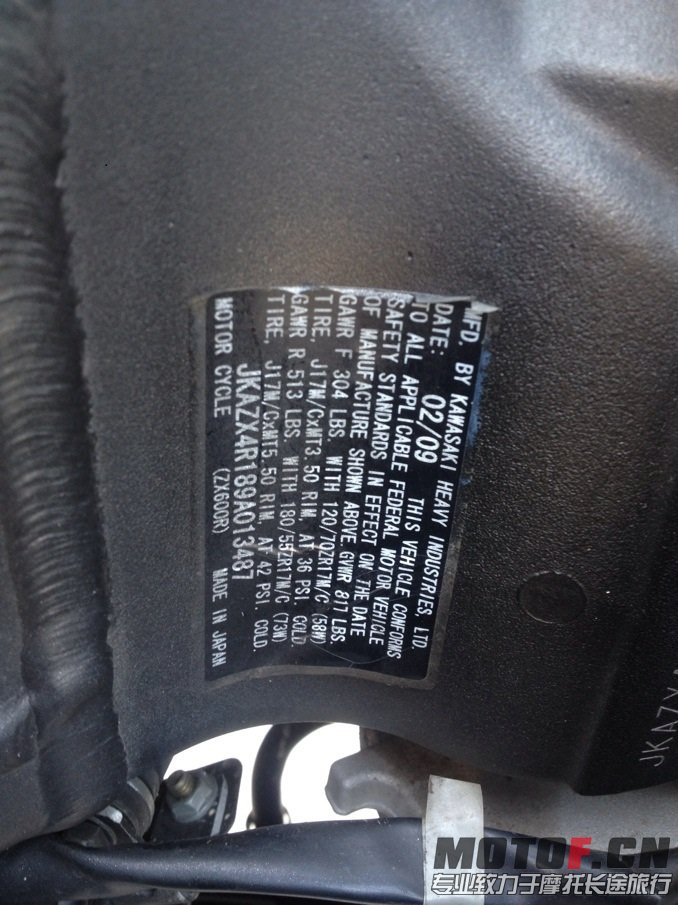 MFD. BY KAWASAKI HEAVY INDUSTRIES, LTD.
DATE: 02/09 THIS VEHICLE CONFORMS
TO ALL APPLICABLE FEDERAL MOTOR VEHICLE
SAFETY STANDARDS IN EFFECT ON THE DATE
OF MANUFACTURE SHOWN ABOVE GVWR 817 LBS.
GAWR F 304 LBS, WITH 120/70ZR17M/C (58W)
TIRE, J17M/CxMT3.50 RIM, AT 36 PSI. COLD
GAWR R 513 LBS, WITH 180/55ZR17M/C (73W)
TIRE, J17M/CxMT5.50 RIM, AT 42 PSI. COLD.
JKAZX4R189A013487
MOTOR CYCLE (ZX600R) MADE IN JAPAN
JKAZX
MOTOF.CN
专业致力于摩托长途旅行